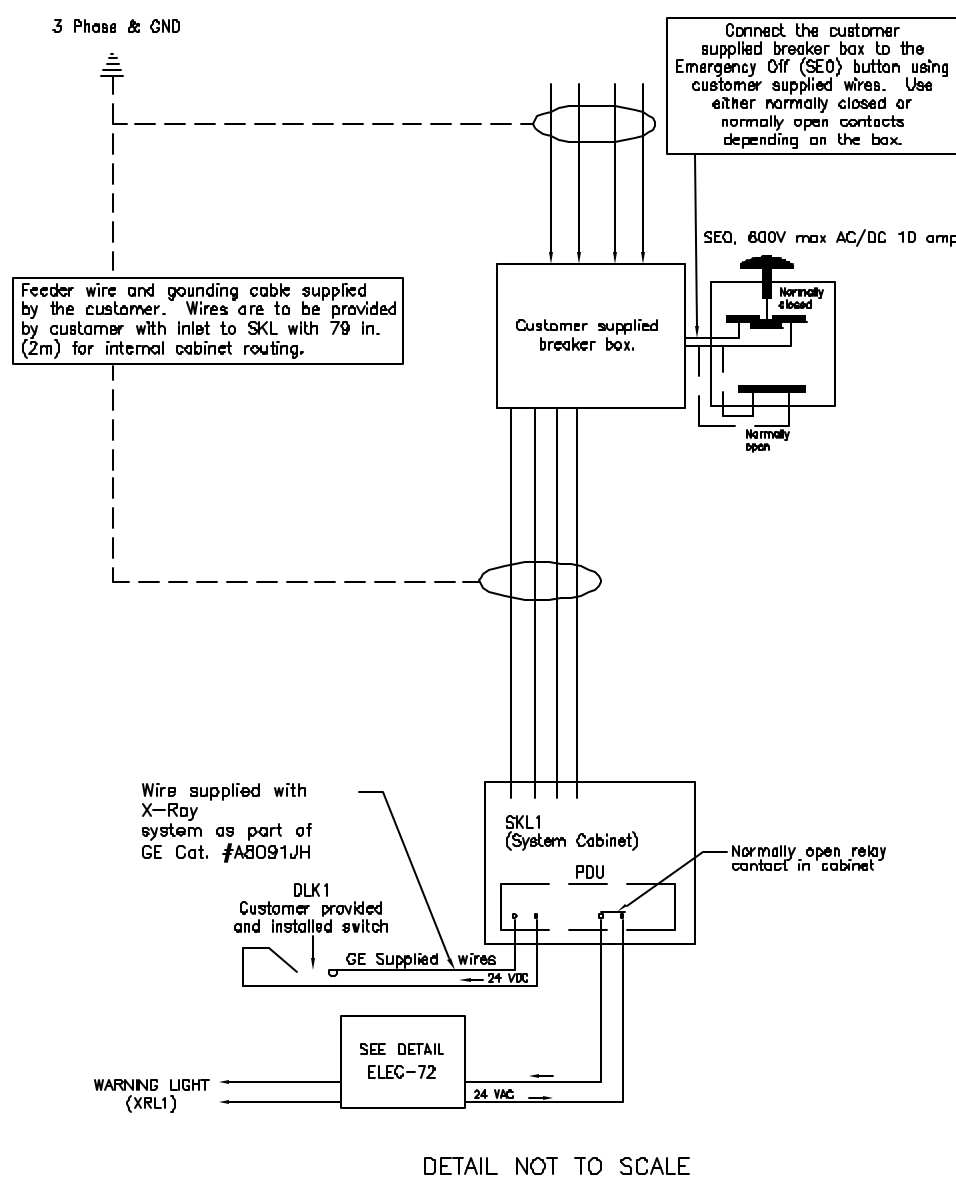 3 Phase & GND
Connect the customer
supplied breaker box to the
Emergency Off (SEO) button using
customer supplied wires. Use
either normally closed or
normally open contacts
depending on the box.
SEO, 600V max AC/DC 10 amp
Normally
closed
Feeder wire and gounding cable supplied
by the customer. Wires are to be provided
by customer with inlet to SKL with 79 in.
(2m) for internal cabinet routing.
Customer supplied
breaker box.
Normally
open
Wire supplied with
X-Ray
system as part of
GE Cat. #A8091JH
SKL1
(System Cabinet)
PDU
Normally open relay
contact in cabinet
DLK1
Customer provided
and installed switch
GE Supplied wires
24 VDC
SEE DETAIL
ELEC-72
WARNING LIGHT
(XRL1)
24 VAC
DETAIL NOT TO SCALE